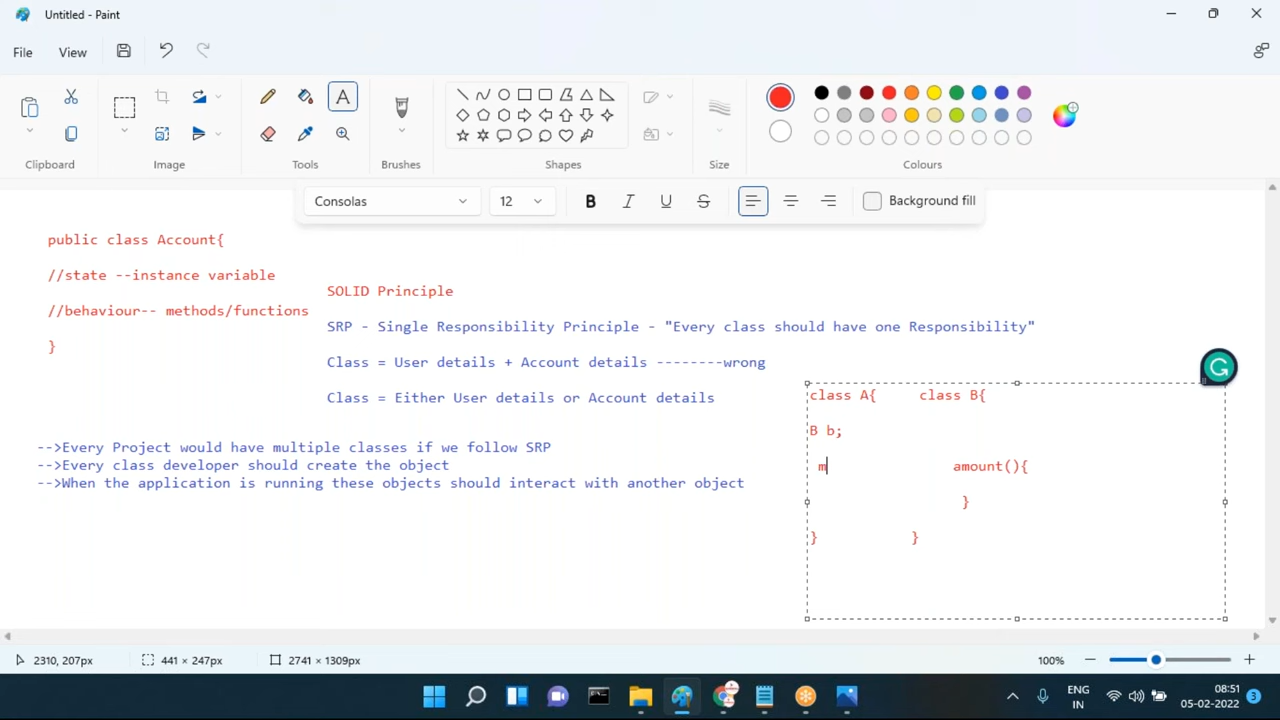 Untitled - Paint
File View
Clipboard Image Tools Brushes Shapes Size Colours
Consolas 12 B I U S Background fill
public class Account{
//state --instance variable
//behaviour-- methods/functions
}
SOLID Principle
SRP - Single Responsibility Principle - "Every class should have one Responsibility"
Class = User details + Account details --------wrong
Class = Either User details or Account details
-->Every Project would have multiple classes if we follow SRP
-->Every class developer should create the object
-->When the application is running these objects should interact with another object
class A{ class B{
B b;
m amount(){
}
} }
2310, 207px 441 × 247px 2741 × 1309px 100%
ENG
IN
08:51
05-02-2022
3